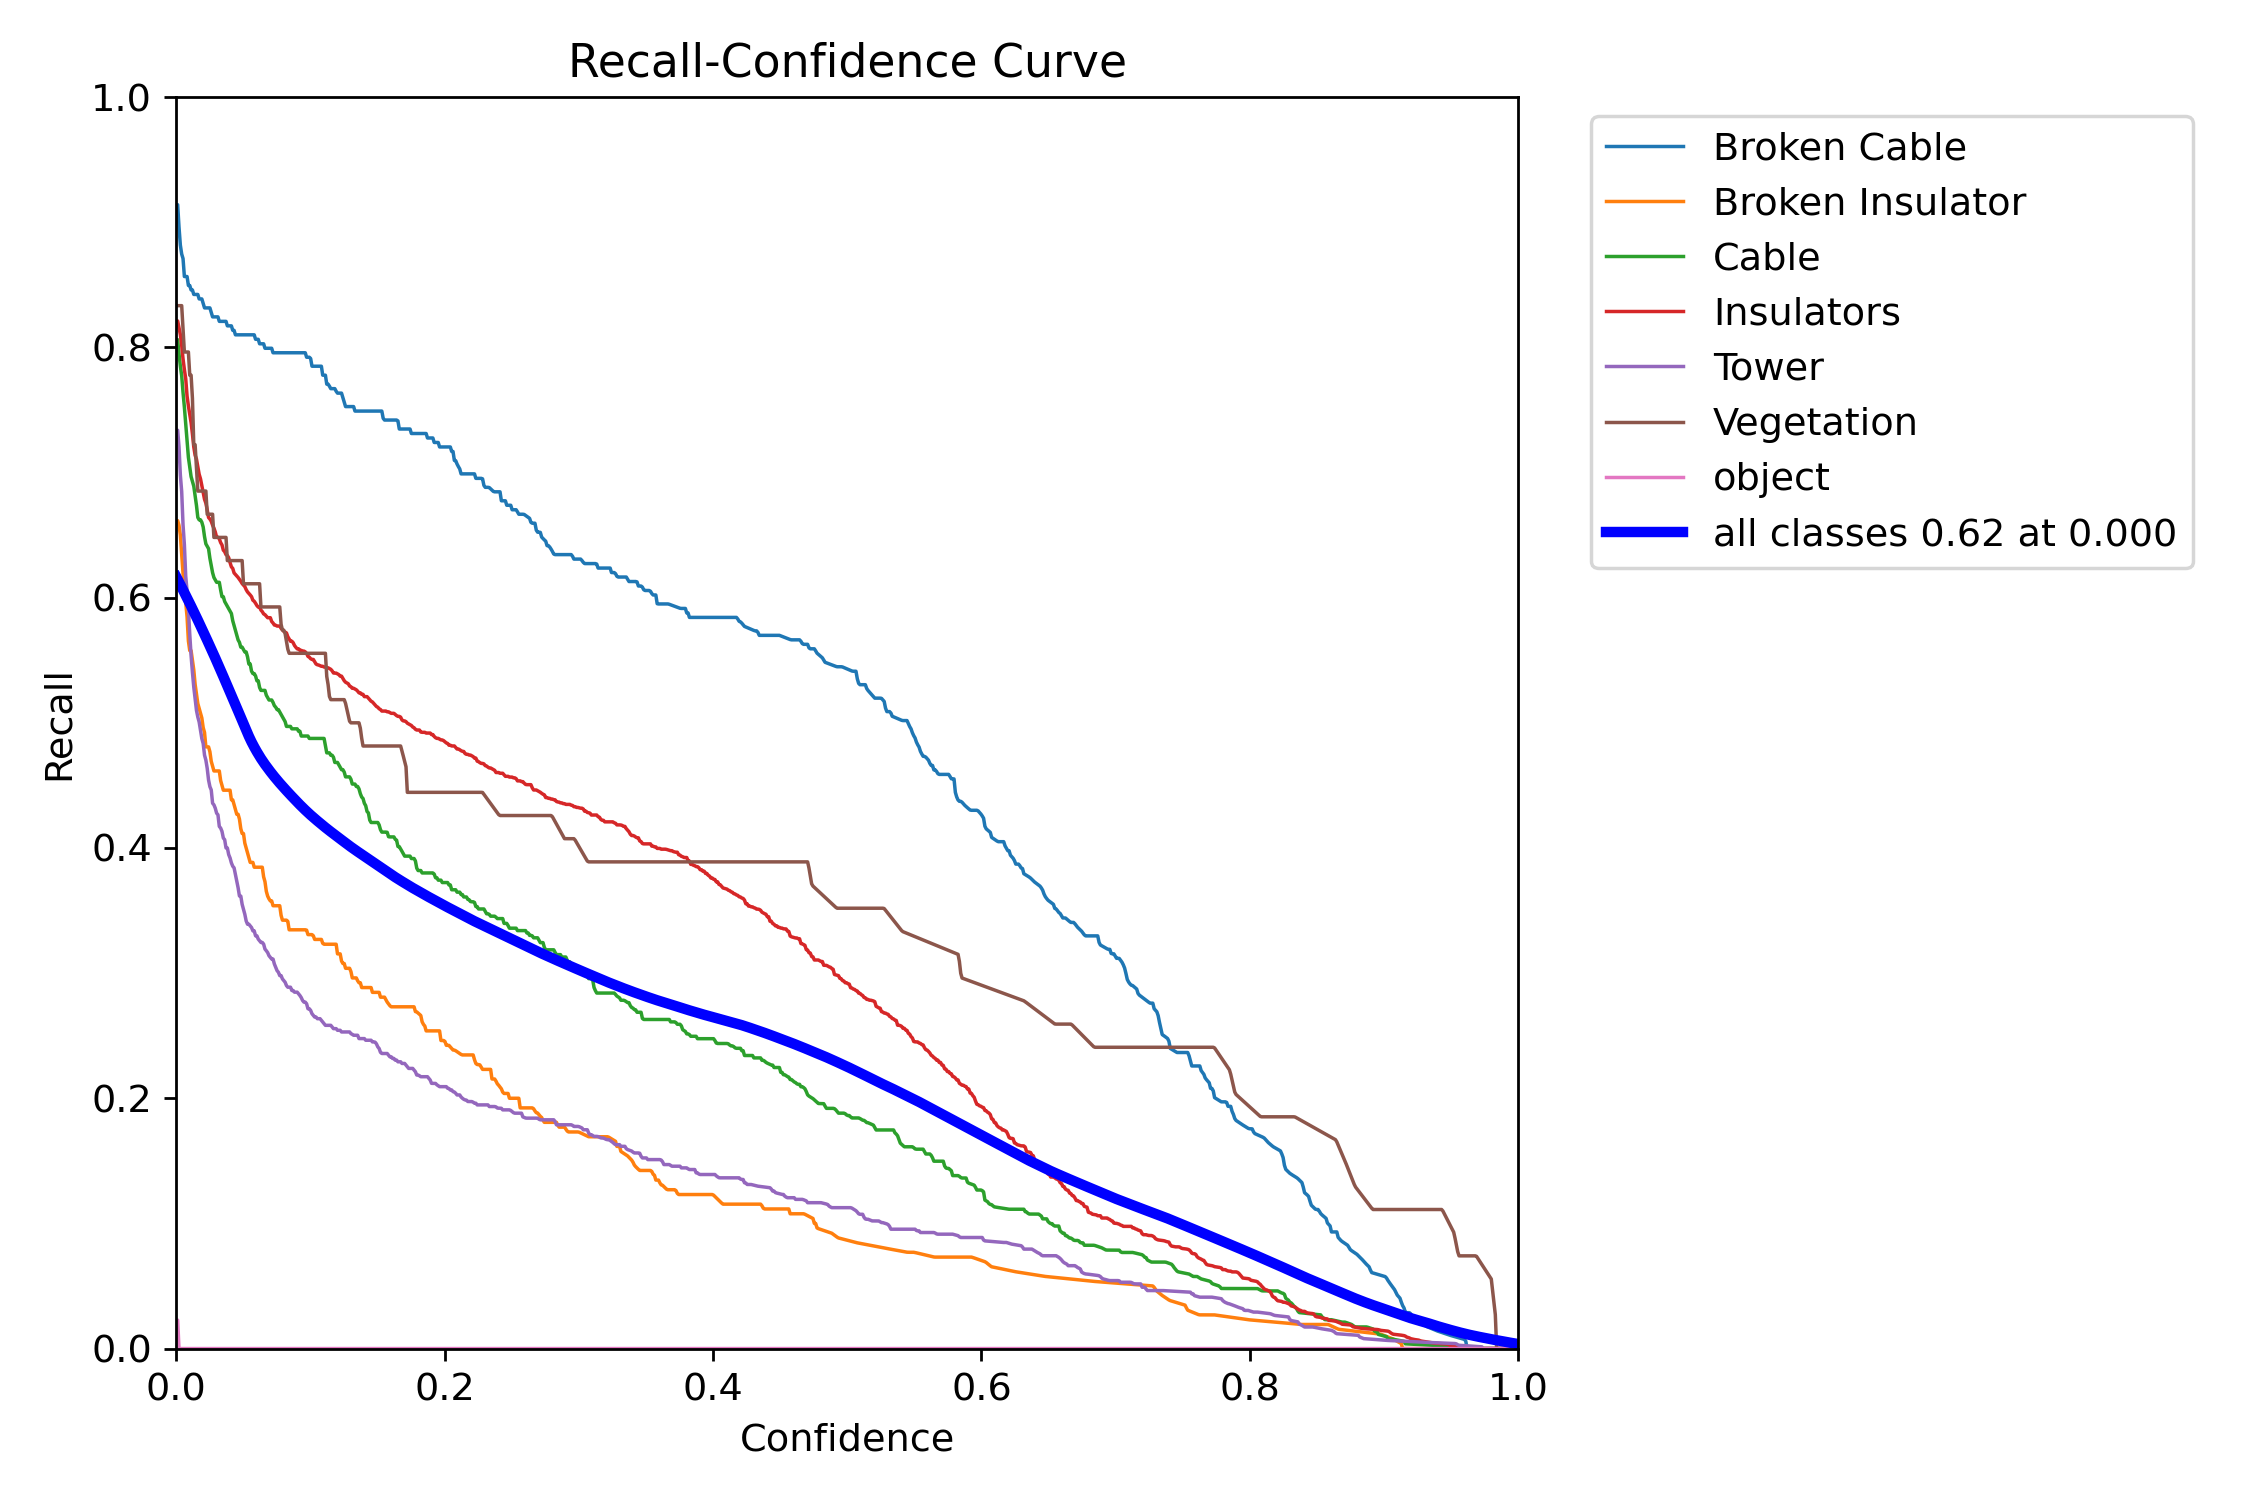 Recall-Confidence Curve
1.0
0.8
0.6
0.4
0.2
0.0
Recall
0.0 0.2 0.4 0.6 0.8 1.0
Confidence
Broken Cable
Broken Insulator
Cable
Insulators
Tower
Vegetation
object
all classes 0.62 at 0.000